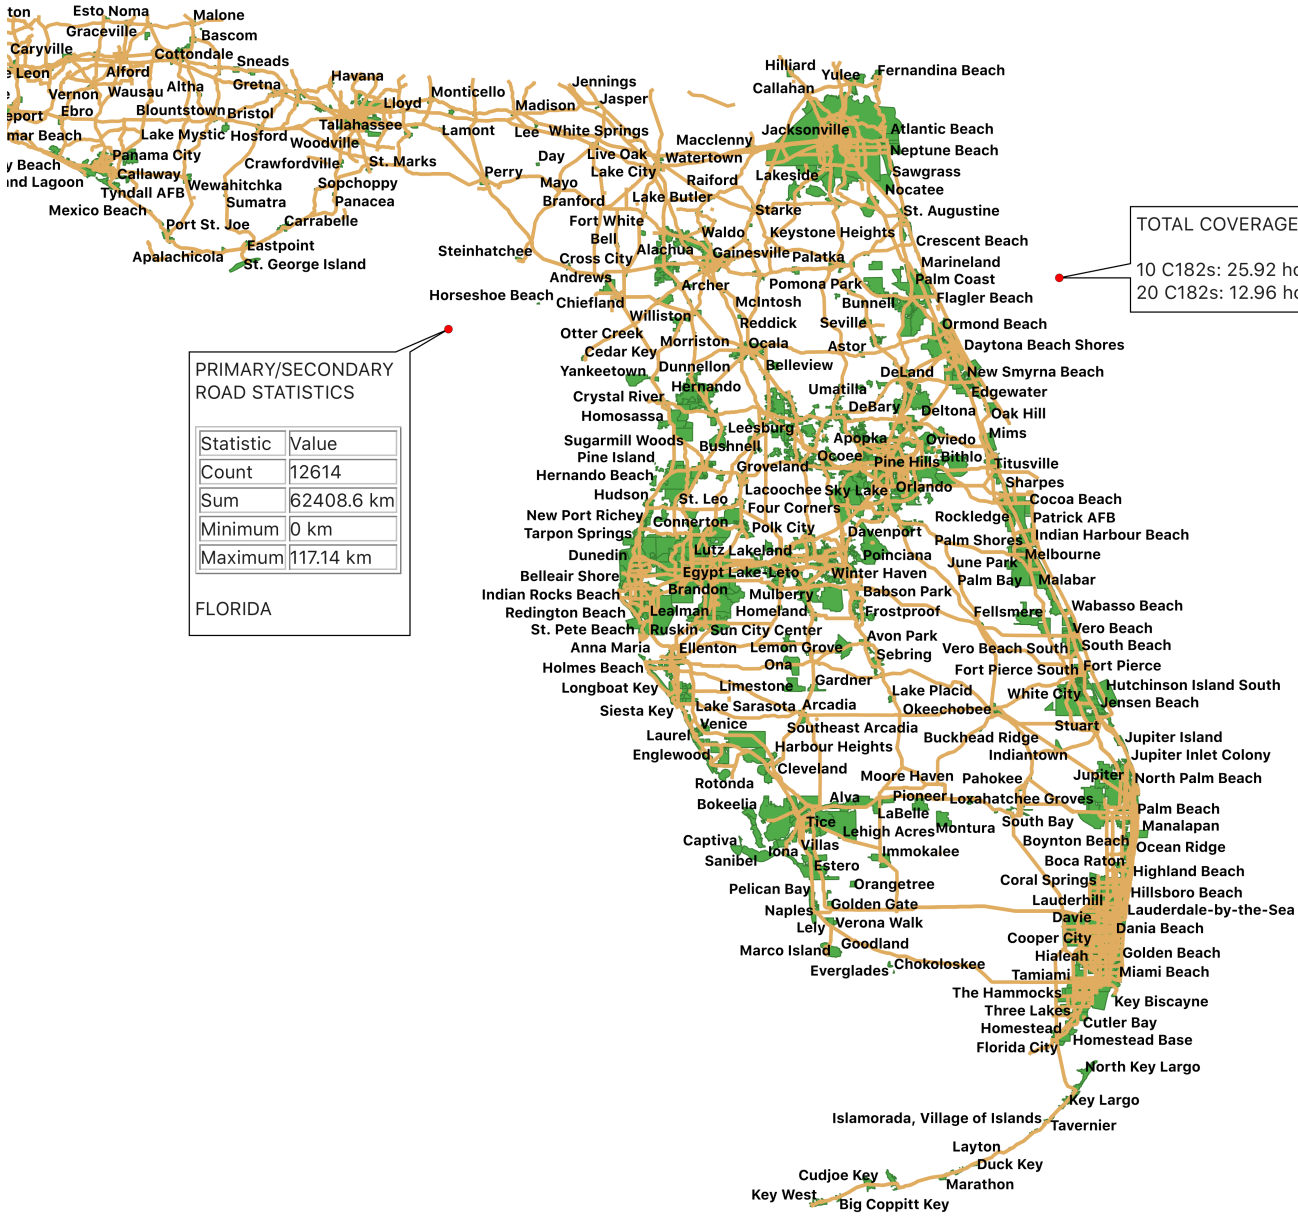 ton
Esto Noma
Malone
Graceville
Bascom
Caryville
Cottondale
Sneads
e Leon
Alford
Havana
Gretna
Vernon
Wausau
Altha
Monticello
Jennings
Lloyd
Jasper
Ebro
Blountstown
Bristol
Madison
eport
Tallahassee
Lamont
Lee
White Springs
mar Beach
Lake Mystic
Hosford
Woodville
Panama City
Crawfordville
St. Marks
Day
Live Oak
y Beach
Callaway
Perry
Lake City
nd Lagoon
Tyndall AFB
Wewahitchka
Sopchoppy
Mayo
Mexico Beach
Sumatra
Panacea
Branford
Port St. Joe
Carrabelle
Fort White
Apalachicola
Eastpoint
St. George Island
Steinhatchee
Bell
Cross City
Andrews
Horseshoe Beach
Chiefland
Hilliard
Yulee
Fernandina Beach
Callahan
Jacksonville
Atlantic Beach
Macclenny
Neptune Beach
Watertown
Lakeside
Sawgrass
Raiford
Nocatee
Lake Butler
Starke
St. Augustine
Waldo
Keystone Heights
Crescent Beach
Alachua
Gainesville
Palatka
Marineland
Archer
Pomona Park
Palm Coast
McIntosh
Bunnell
Flagler Beach
Williston
Reddick
Seville
Ormond Beach
Otter Creek
Morriston
Ocala
Astor
Daytona Beach Shores
Cedar Key
Yankeetown
Dunnellon
Belleview
DeLand
New Smyrna Beach
Hernando
Umatilla
Edgewater
Crystal River
DeBary
Deltona
Oak Hill
Homosassa
Leesburg
Mims
Sugarmill Woods
Bushnell
Apopka
Oviedo
Pine Island
Ocoee
Pine Hills
Bithlo
Titusville
Hernando Beach
Groveland
Sharpes
Hudson
St. Leo
Lacoochee
Sky Lake
Orlando
Cocoa Beach
New Port Richey
Four Corners
Rockledge
Patrick AFB
Connerton
Polk City
Tarpon Springs
Davenport
Palm Shores
Indian Harbour Beach
Dunedin
Lutz
Lakeland
Poinciana
Melbourne
June Park
Belleair Shore
Egypt Lake-Leto
Winter Haven
Palm Bay
Malabar
Indian Rocks Beach
Brandon
Mulberry
Babson Park
Redington Beach
Lealman
Homeland
Frostproof
Fellsmere
Wabasso Beach
St. Pete Beach
Ruskin
Sun City Center
Vero Beach
Anna Maria
Ellenton
Lemon Grove
Avon Park
Vero Beach South
South Beach
Holmes Beach
Ona
Sebring
Fort Pierce South
Fort Pierce
Longboat Key
Limestone
Gardner
Lake Placid
White City
Hutchinson Island South
Siesta Key
Lake Sarasota
Arcadia
Okeechobee
Jensen Beach
Laurel
Venice
Southeast Arcadia
Stuart
Buckhead Ridge
Jupiter Island
Englewood
Harbour Heights
Indiantown
Jupiter Inlet Colony
Cleveland
Rotonda
Moore Haven
Pahokee
Jupiter
North Palm Beach
Bokeelia
Alva
Pioneer
Loxahatchee Groves
Palm Beach
Tice
LaBelle
South Bay
Manalapan
Captiva
Lehigh Acres
Montura
Boynton Beach
Ocean Ridge
Sanibel
Iona
Villas
Immokalee
Boca Raton
Estero
Highland Beach
Pelican Bay
Orangetree
Coral Springs
Hillsboro Beach
Naples
Golden Gate
Lauderhill
Lauderdale-by-the-Sea
Lely
Verona Walk
Davie
Dania Beach
Marco Island
Goodland
Cooper City
Golden Beach
Hialeah
Everglades
Chokoloskee
Tamiami
Miami Beach
The Hammocks
Key Biscayne
Three Lakes
Cutler Bay
Homestead
Homestead Base
Florida City
North Key Largo
Key Largo
Islamorada, Village of Islands
Tavernier
Layton
Duck Key
Cudjoe Key
Marathon
Key West
Big Coppitt Key
TOTAL COVERAGE
10 C182s: 25.92 ho
20 C182s: 12.96 ho
PRIMARY/SECONDARY
ROAD STATISTICS
Statistic Value
Count 12614
Sum 62408.6 km
Minimum 0 km
Maximum 117.14 km
FLORIDA